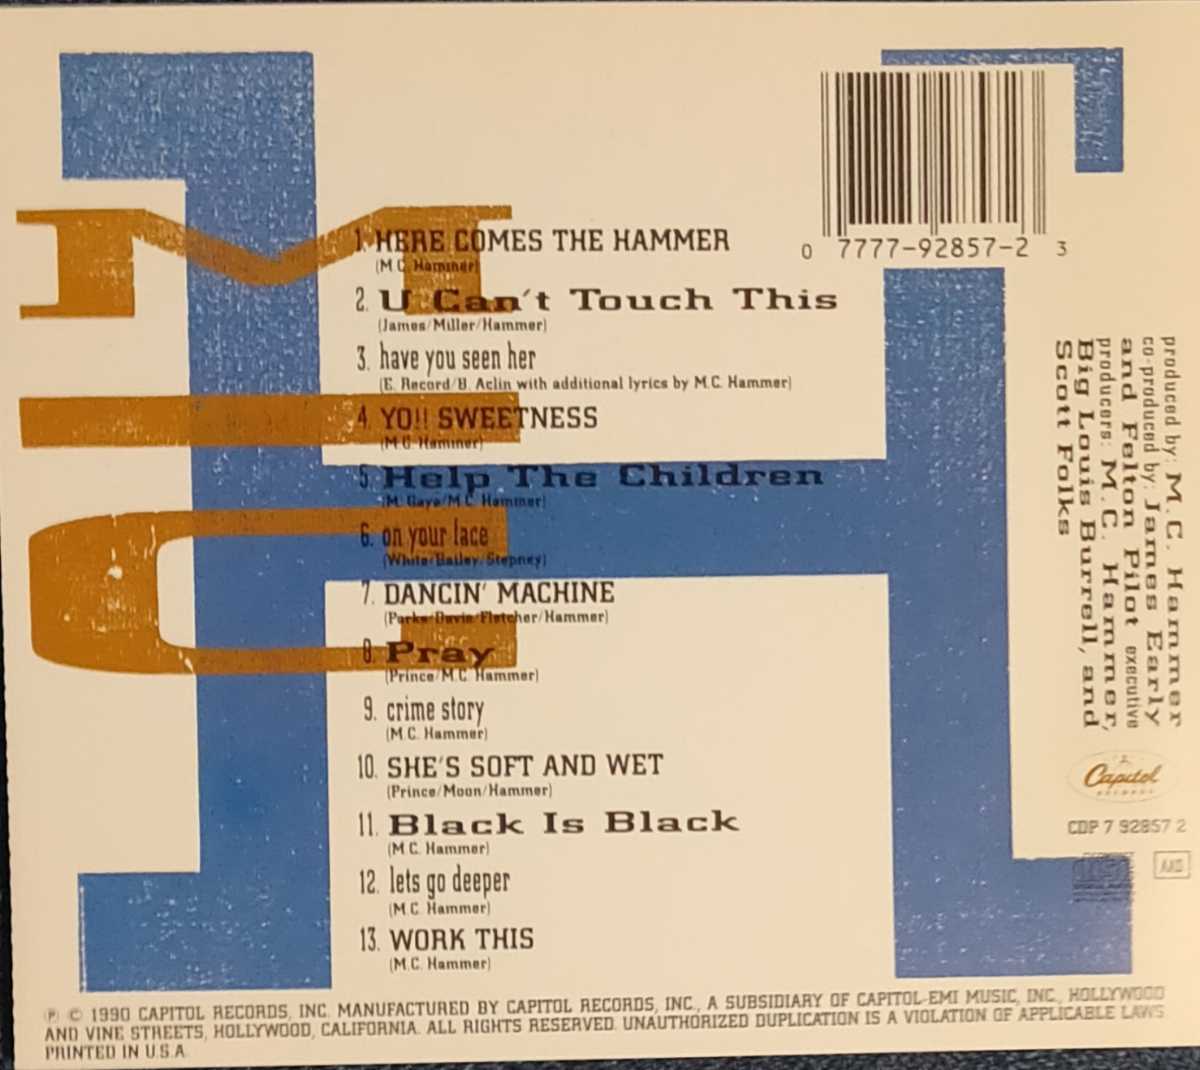 M.C.
H
1. HERE COMES THE HAMMER
(M.C. Hammer)
2. U Can't Touch This
(James/Miller/Hammer)
3. have you seen her
(E. Record/B. Aclin with additional lyrics by M.C. Hammer)
4. YO!! SWEETNESS
(M.C. Hammer)
5. Help The Children
(M. Gaye/M.C. Hammer)
6. on your face
(White/Bailey/Stepney)
7. DANCIN' MACHINE
(Parks/Davis/Fletcher/Hammer)
8. Pray
(Prince/M.C. Hammer)
9. crime story
(M.C. Hammer)
10. SHE'S SOFT AND WET
(Prince/Moon/Hammer)
11. Black Is Black
(M.C. Hammer)
12. lets go deeper
(M.C. Hammer)
13. WORK THIS
(M.C. Hammer)
0 7777-92857-2 3
produced by: M.C. Hammer
co-produced by: James Early
and Felton Pilot executive
producers: M.C. Hammer,
Big Louis Burrell, and
Scott Folks
Capitol
RECORDS
CDP 7 92857 2
AAD
℗ © 1990 CAPITOL RECORDS, INC. MANUFACTURED BY CAPITOL RECORDS, INC., A SUBSIDIARY OF CAPITOL-EMI MUSIC, INC., HOLLYWOOD
AND VINE STREETS, HOLLYWOOD, CALIFORNIA. ALL RIGHTS RESERVED. UNAUTHORIZED DUPLICATION IS A VIOLATION OF APPLICABLE LAWS.
PRINTED IN U.S.A.